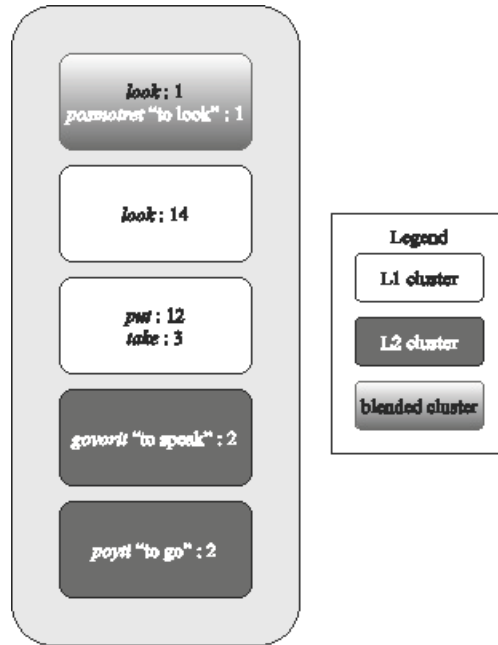 look: 1
posmotret "to look" : 1
look: 14
put: 12
take: 3
govorit "to speak" : 2
poyti "to go" : 2
Legend
L1 cluster
L2 cluster
blended cluster